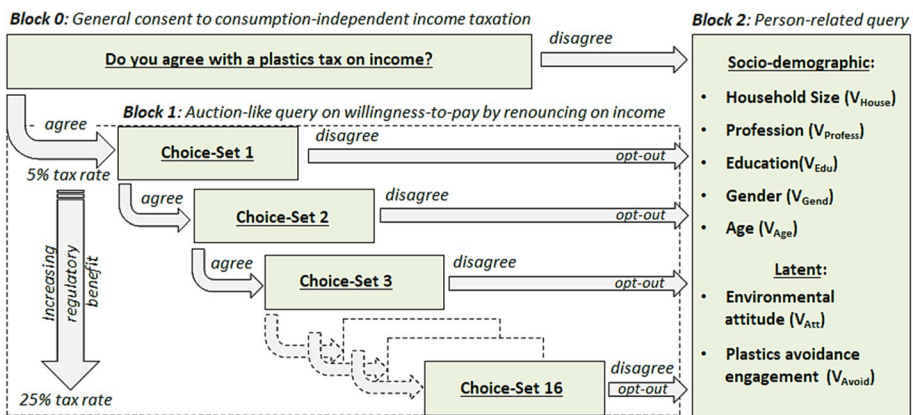 Block 0: General consent to consumption-independent income taxation
Block 2: Person-related query
Do you agree with a plastics tax on income?
disagree
Block 1: Auction-like query on willingness-to-pay by renouncing on income
agree
5% tax rate
Choice-Set 1
disagree
opt-out
agree
Choice-Set 2
disagree
opt-out
agree
Choice-Set 3
disagree
opt-out
Increasing
regulatory
benefit
25% tax rate
Choice-Set 16
disagree
opt-out
Socio-demographic:
• Household Size (VHouse)
• Profession (VProfess)
• Education(VEdu)
• Gender (VGend)
• Age (VAge)
Latent:
• Environmental
attitude (VAtt)
• Plastics avoidance
engagement (VAvoid)